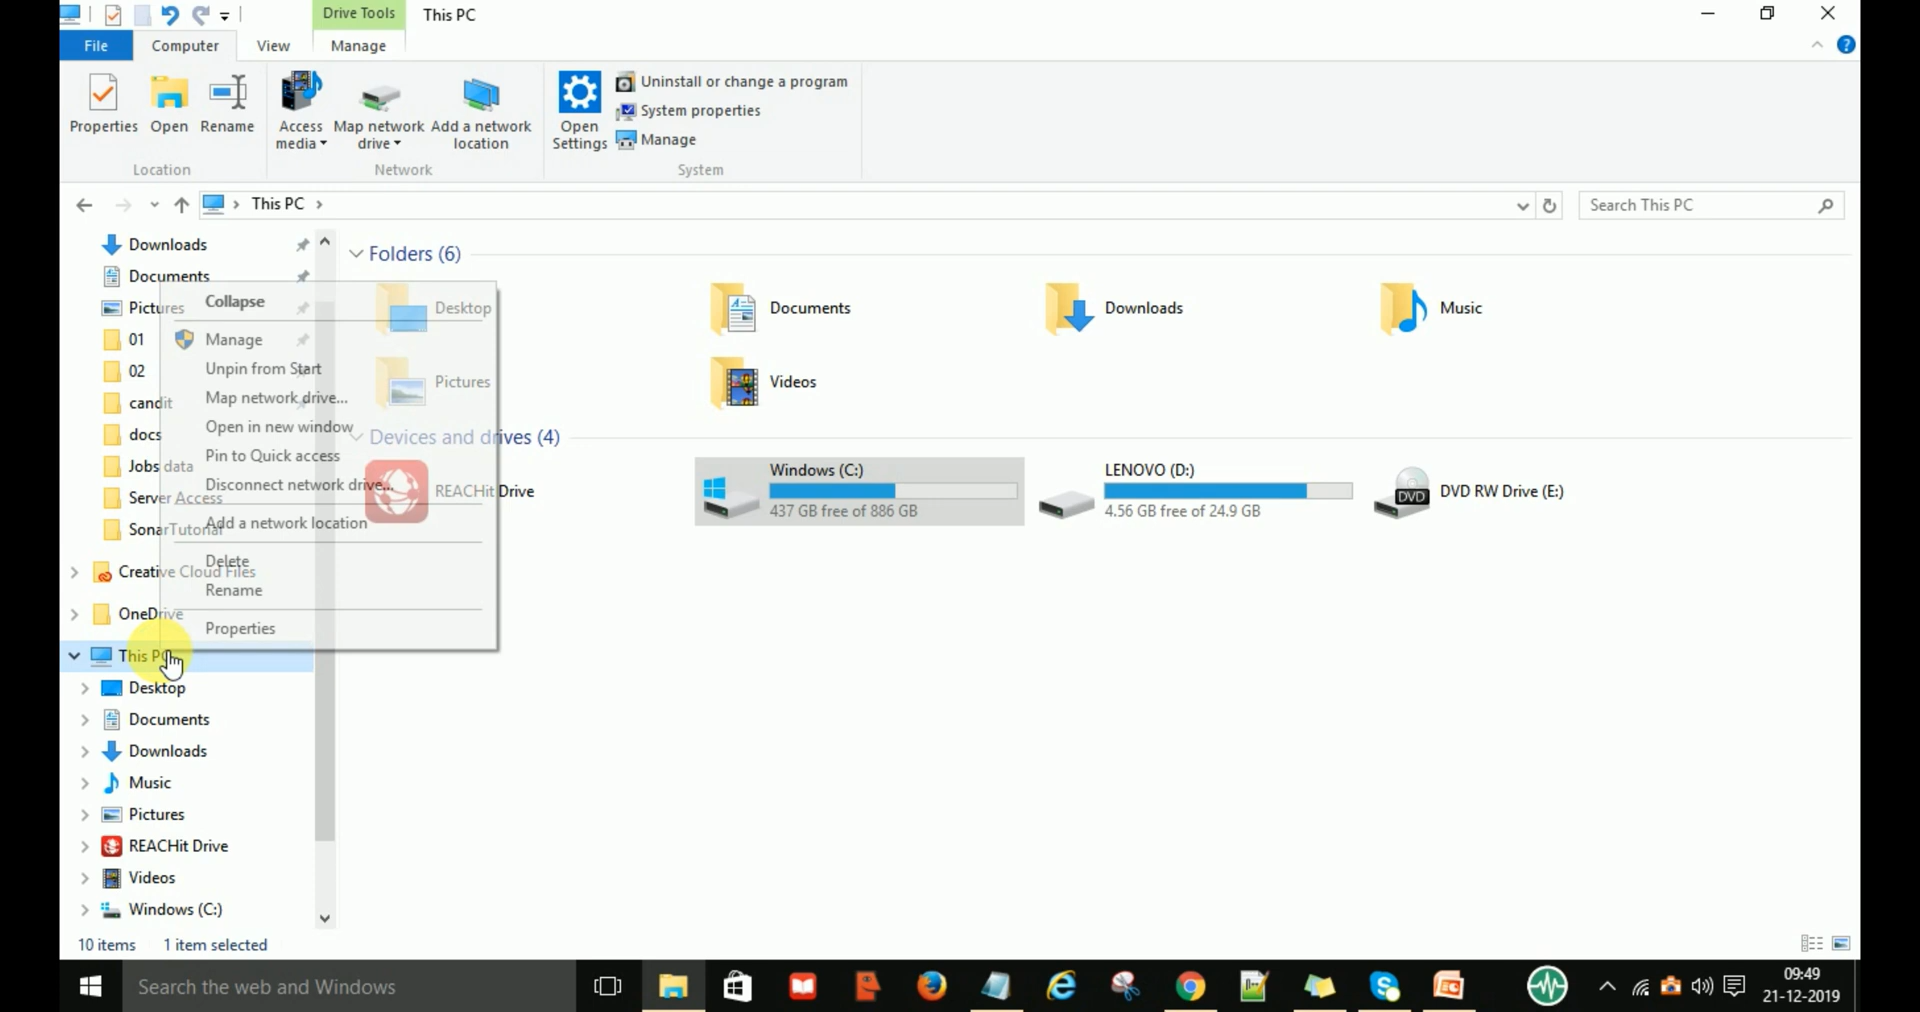 Drive Tools
This PC
File
Computer
View
Manage
Properties
Open
Rename
Access media
Map network drive
Add a network location
Open Settings
Uninstall or change a program
System properties
Manage
Location
Network
System
This PC
Search This PC
Downloads
Documents
Pictures
01
02
candit
docs
Jobs data
Server Access
SonarTutorial
Creative Cloud Files
OneDrive
This PC
Desktop
Documents
Downloads
Music
Pictures
REACHit Drive
Videos
Windows (C:)
Collapse
Manage
Unpin from Start
Map network drive...
Open in new window
Pin to Quick access
Disconnect network drive...
Add a network location
Delete
Rename
Properties
Folders (6)
Desktop
Documents
Downloads
Music
Pictures
Videos
Devices and drives (4)
REACHit Drive
Windows (C:)
437 GB free of 886 GB
LENOVO (D:)
4.56 GB free of 24.9 GB
DVD
DVD RW Drive (E:)
10 items
1 item selected
Search the web and Windows
09:49
21-12-2019